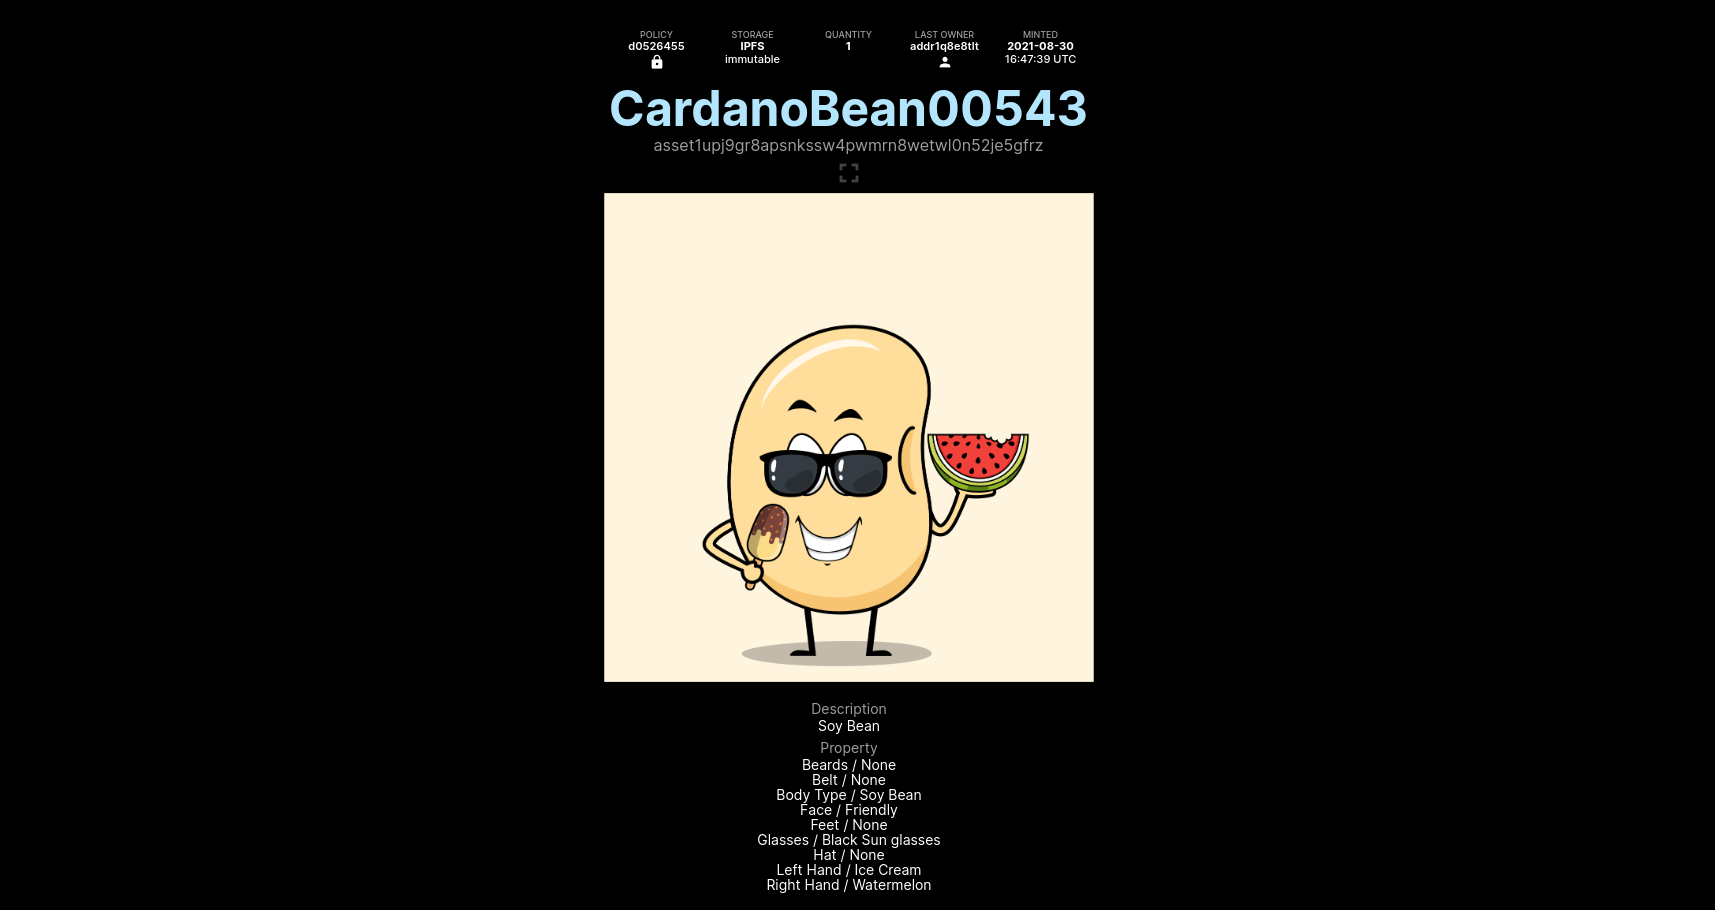 POLICY
d0526455
STORAGE
IPFS
immutable
QUANTITY
1
LAST OWNER
addr1q8e8tlt
MINTED
2021-08-30
16:47:39 UTC
CardanoBean00543
asset1upj9gr8apsnkssw4pwmrn8wetwl0n52je5gfrz
Description
Soy Bean
Property
Beards / None
Belt / None
Body Type / Soy Bean
Face / Friendly
Feet / None
Glasses / Black Sun glasses
Hat / None
Left Hand / Ice Cream
Right Hand / Watermelon